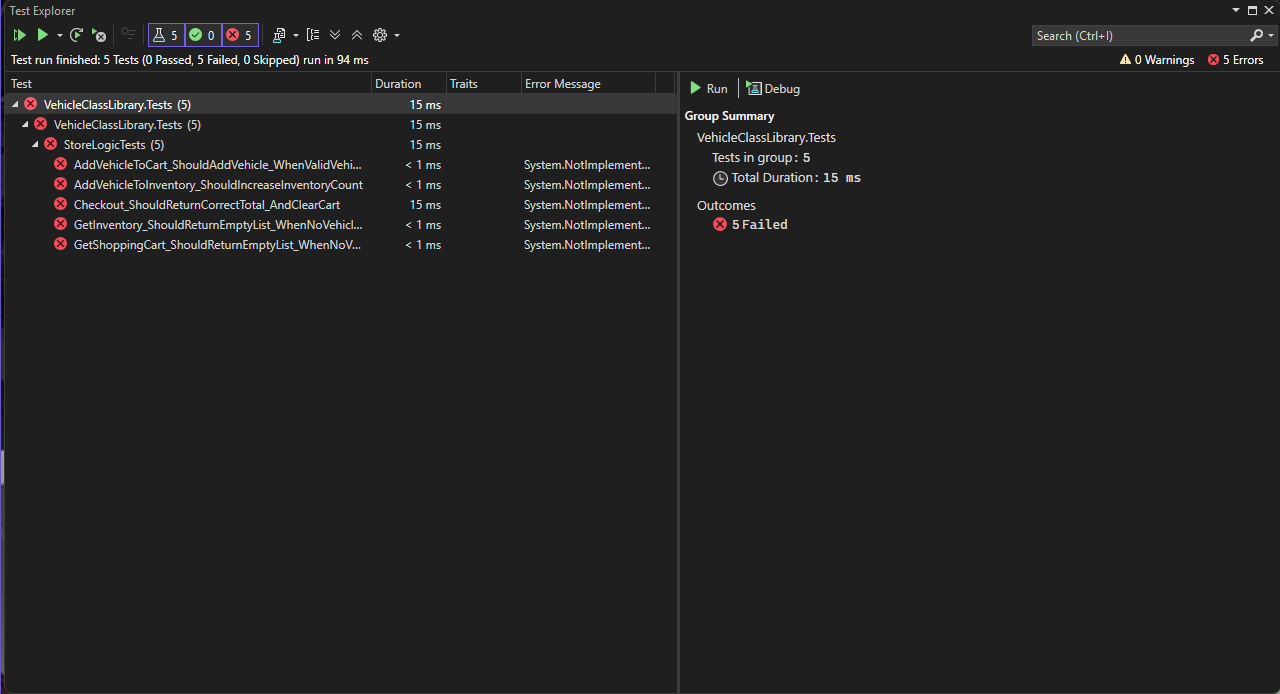 Test Explorer
5 0 5
Search (Ctrl+I)
Test run finished: 5 Tests (0 Passed, 5 Failed, 0 Skipped) run in 94 ms
0 Warnings 5 Errors
Test Duration Traits Error Message
VehicleClassLibrary.Tests (5) 15 ms
VehicleClassLibrary.Tests (5) 15 ms
StoreLogicTests (5) 15 ms
AddVehicleToCart_ShouldAddVehicle_WhenValidVehi... < 1 ms System.NotImplement...
AddVehicleToInventory_ShouldIncreaseInventoryCount < 1 ms System.NotImplement...
Checkout_ShouldReturnCorrectTotal_AndClearCart 15 ms System.NotImplement...
GetInventory_ShouldReturnEmptyList_WhenNoVehicl... < 1 ms System.NotImplement...
GetShoppingCart_ShouldReturnEmptyList_WhenNoV... < 1 ms System.NotImplement...
Run Debug
Group Summary
VehicleClassLibrary.Tests
Tests in group: 5
Total Duration: 15 ms
Outcomes
5 Failed